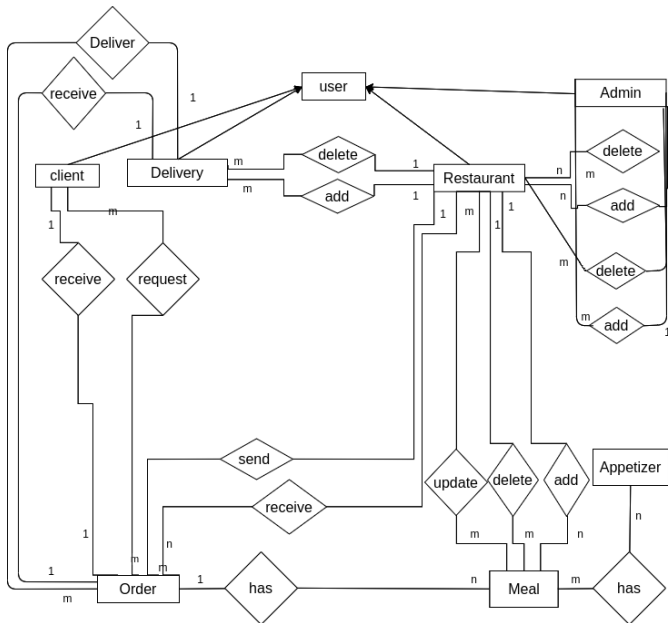 Deliver
user
Admin
receive
1
1
delete
delete
client
Delivery
m
1
n
m
Restaurant
m
add
1
n
add
1
m
1
m
1
1
receive
request
m
delete
m
add
1
send
Appetizer
update
delete
add
receive
n
1
n
m
m
n
m
m
1
Order
1
has
n
Meal
m
has
m